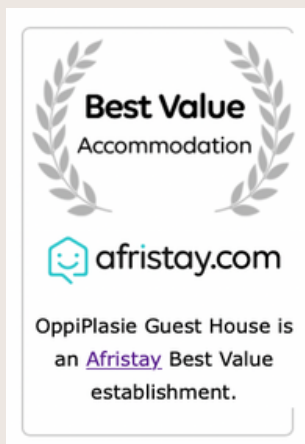 Best Value
Accommodation
afristay.com
OppiPlasie Guest House is
an Afristay Best Value
establishment.